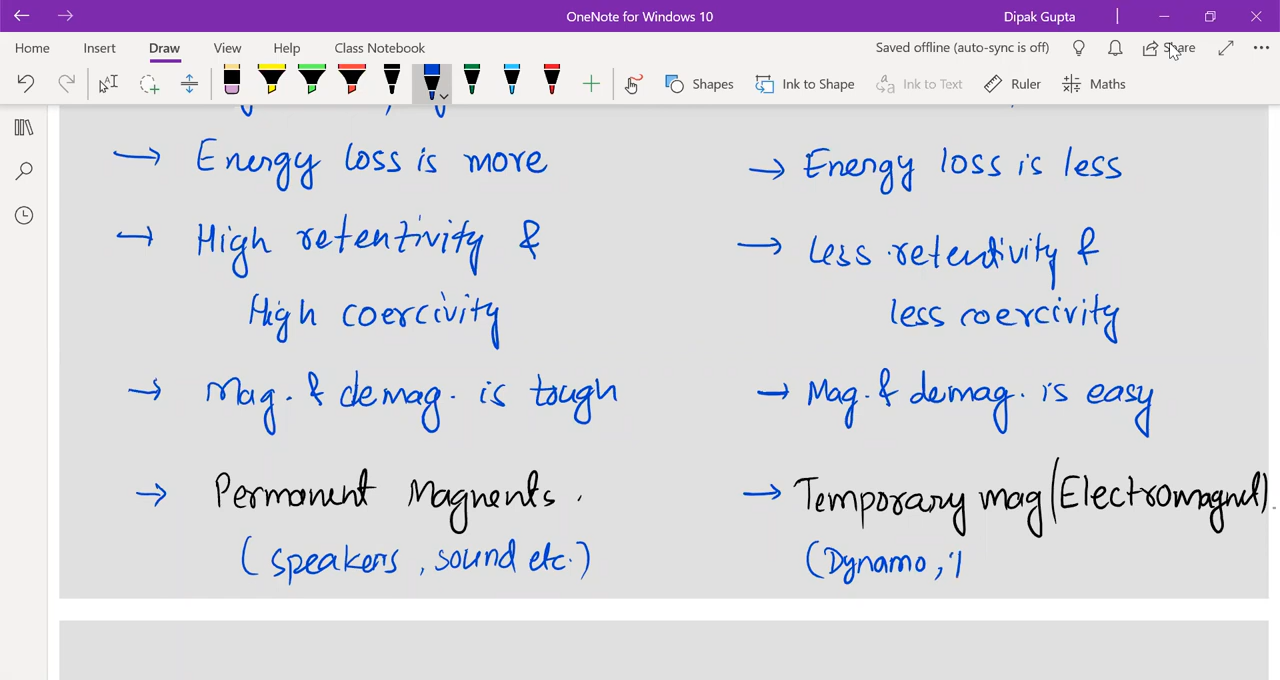 OneNote for Windows 10
Dipak Gupta
Home Insert Draw View Help Class Notebook
Saved offline (auto-sync is off) Share
Shapes Ink to Shape Ink to Text Ruler Maths
→ Energy loss is more
→ Energy loss is less
→ High retentivity &
High coercivity
→ less retentivity &
less coercivity
→ Mag. & demag. is tough
→ Mag. & demag. is easy
→ Permanent Magnents.
(speakers, sound etc.)
→ Temporary mag (Electromagnet)
(Dynamo,